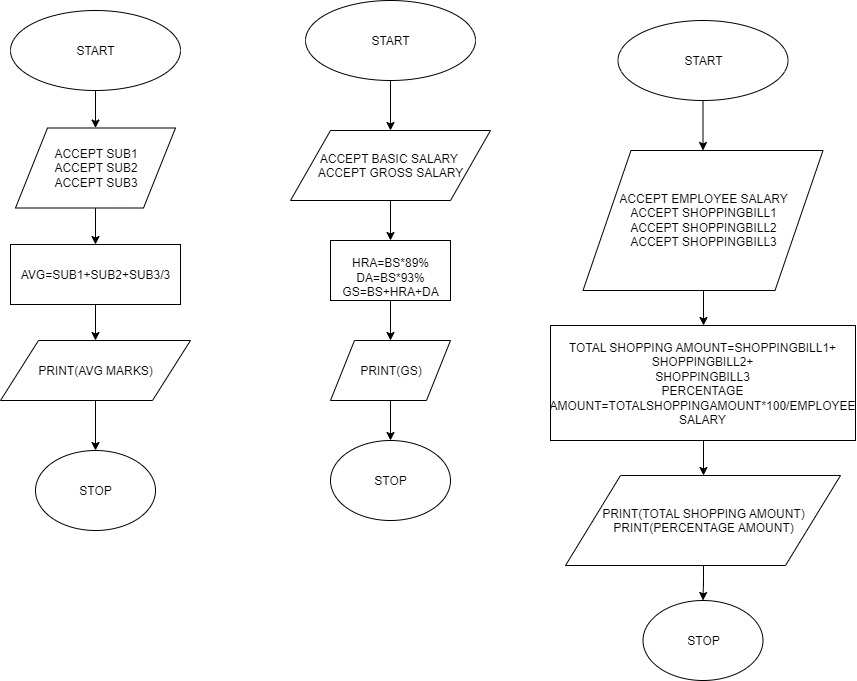 START
ACCEPT SUB1
ACCEPT SUB2
ACCEPT SUB3
AVG=SUB1+SUB2+SUB3/3
PRINT(AVG MARKS)
STOP
START
ACCEPT BASIC SALARY
ACCEPT GROSS SALARY
HRA=BS*89%
DA=BS*93%
GS=BS+HRA+DA
PRINT(GS)
STOP
START
ACCEPT EMPLOYEE SALARY
ACCEPT SHOPPINGBILL1
ACCEPT SHOPPINGBILL2
ACCEPT SHOPPINGBILL3
TOTAL SHOPPING AMOUNT=SHOPPINGBILL1+
SHOPPINGBILL2+
SHOPPINGBILL3
PERCENTAGE
AMOUNT=TOTALSHOPPINGAMOUNT*100/EMPLOYEE
SALARY
PRINT(TOTAL SHOPPING AMOUNT)
PRINT(PERCENTAGE AMOUNT)
STOP